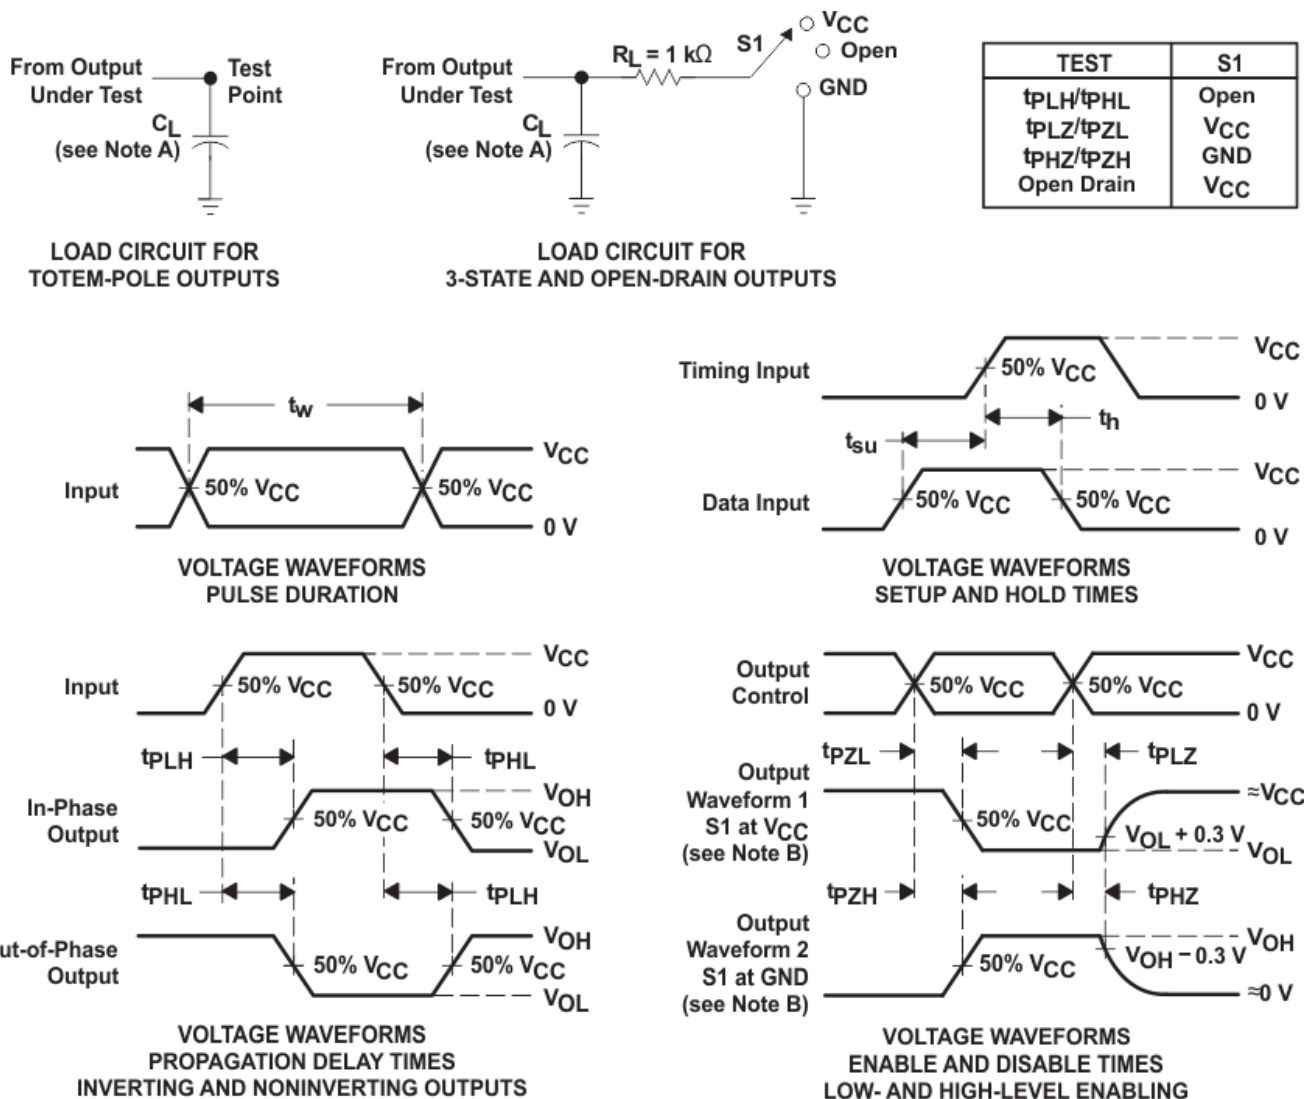 From Output
Under Test
Test
Point
CL
(see Note A)
LOAD CIRCUIT FOR
TOTEM-POLE OUTPUTS
From Output
Under Test
RL = 1 kΩ
S1
VCC
Open
GND
CL
(see Note A)
LOAD CIRCUIT FOR
3-STATE AND OPEN-DRAIN OUTPUTS
TEST S1
tPLH/tPHL Open
tPLZ/tPZL VCC
tPHZ/tPZH GND
Open Drain VCC
tw
Input
50% VCC
50% VCC
VCC
0 V
VOLTAGE WAVEFORMS
PULSE DURATION
Timing Input
50% VCC
VCC
0 V
th
tsu
Data Input
50% VCC
50% VCC
VCC
0 V
VOLTAGE WAVEFORMS
SETUP AND HOLD TIMES
Input
50% VCC
50% VCC
VCC
0 V
tPLH
tPHL
In-Phase
Output
50% VCC
50% VCC
VOH
VOL
tPHL
tPLH
ut-of-Phase
Output
50% VCC
50% VCC
VOH
VOL
VOLTAGE WAVEFORMS
PROPAGATION DELAY TIMES
INVERTING AND NONINVERTING OUTPUTS
Output
Control
50% VCC
50% VCC
VCC
0 V
tPZL
tPLZ
Output
Waveform 1
S1 at VCC
(see Note B)
50% VCC
VOL + 0.3 V
≈VCC
VOL
tPZH
tPHZ
Output
Waveform 2
S1 at GND
(see Note B)
50% VCC
VOH − 0.3 V
VOH
≈0 V
VOLTAGE WAVEFORMS
ENABLE AND DISABLE TIMES
LOW- AND HIGH-LEVEL ENABLING